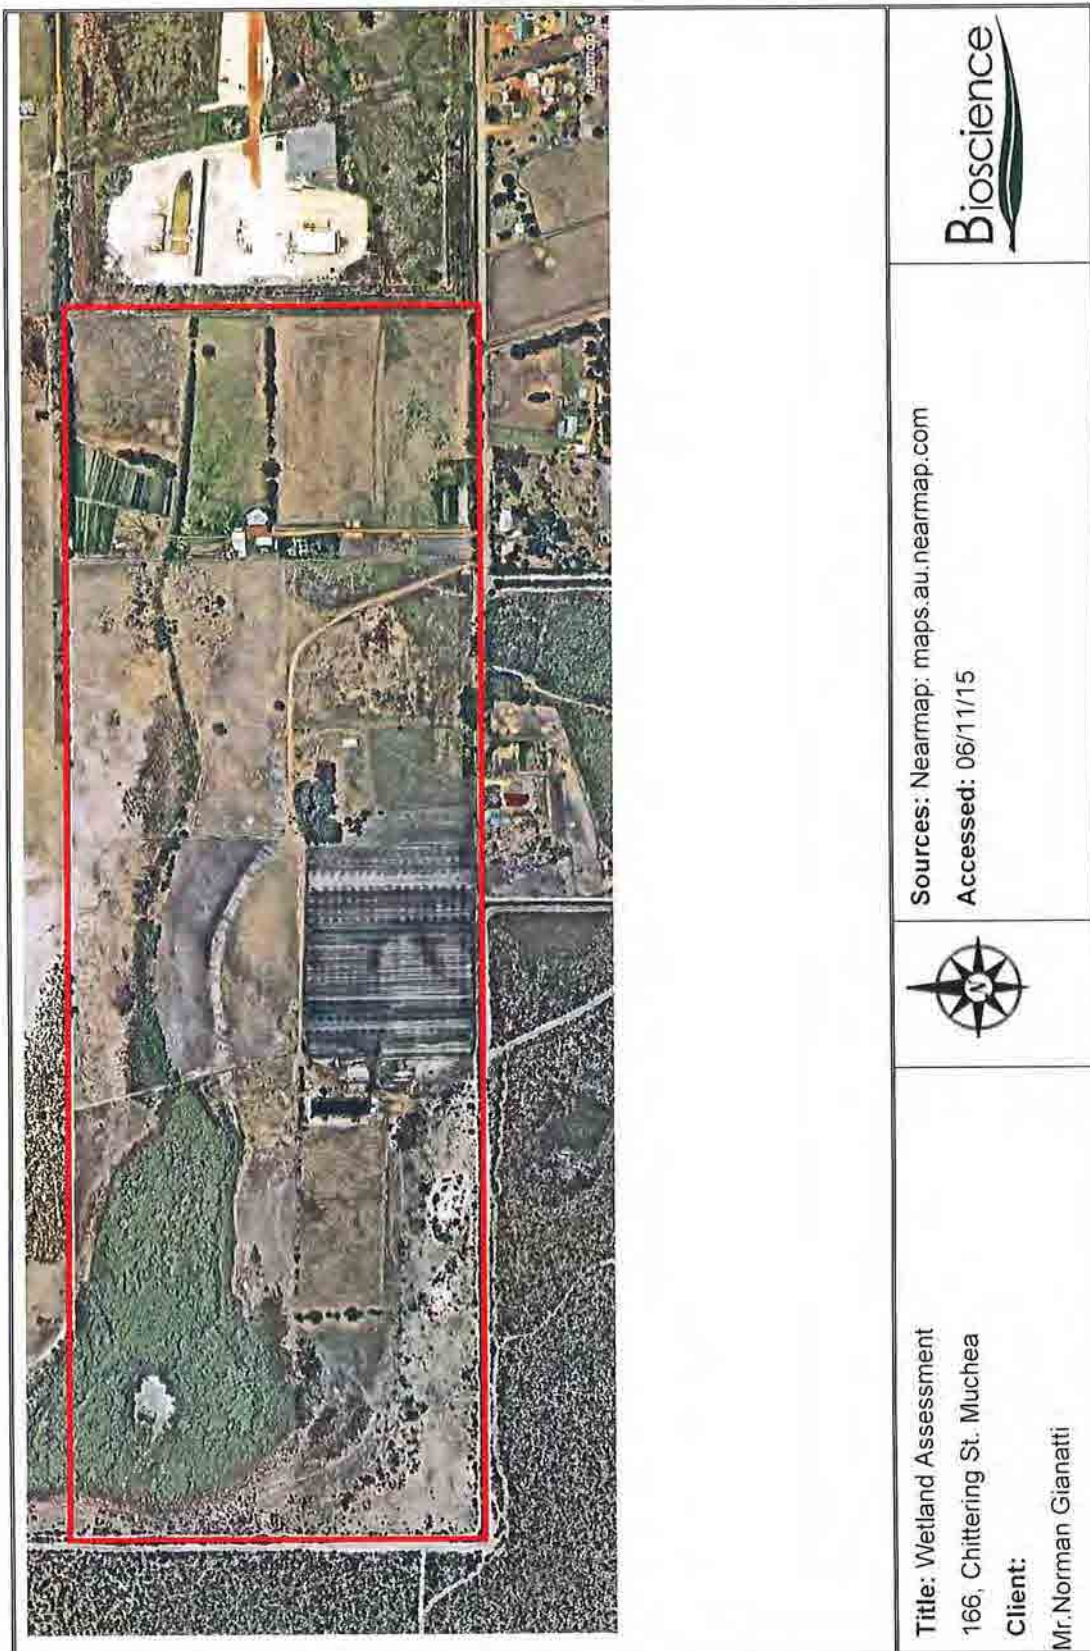 Title: Wetland Assessment
166, Chittering St. Muchea
Client:
Mr.Norman Gianatti
N
Sources: Nearmap: maps.au.nearmap.com
Accessed: 06/11/15
Bioscience
nearmap